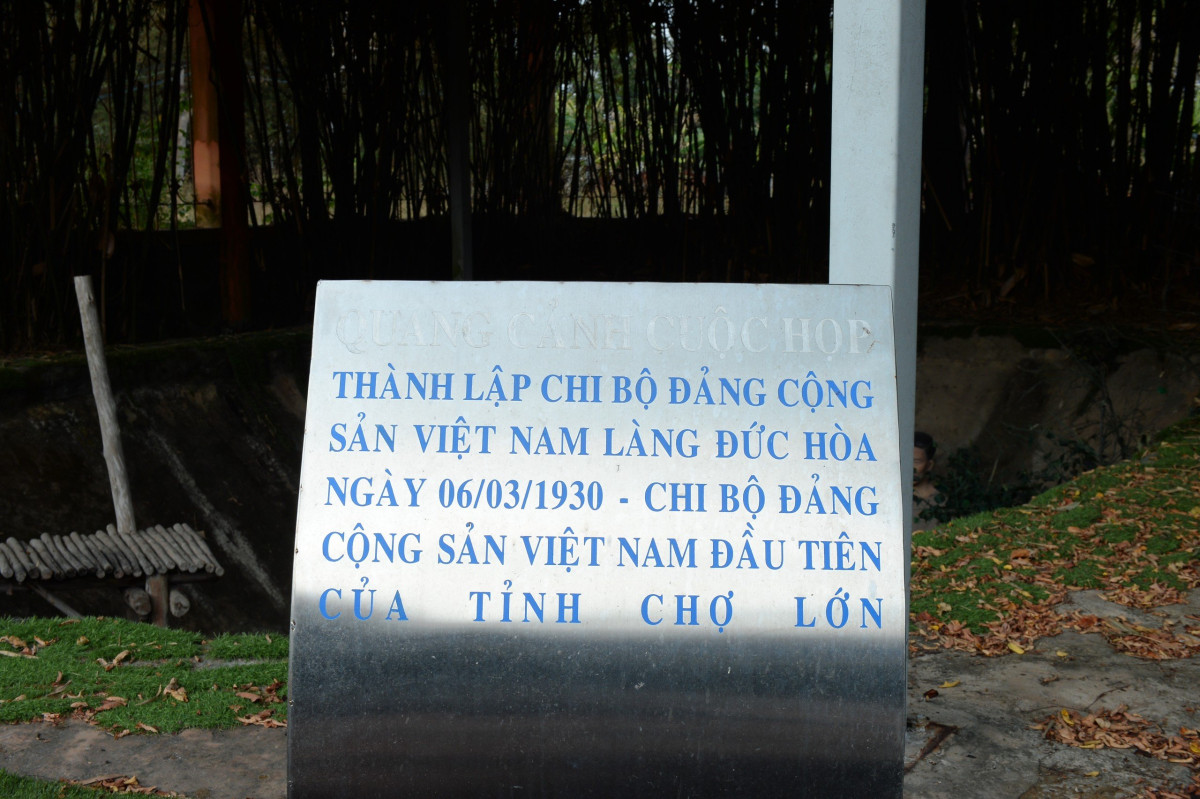 QUANG CẢNH CUỘC HỌP
THÀNH LẬP CHI BỘ ĐẢNG CỘNG
SẢN VIỆT NAM LÀNG ĐỨC HÒA
NGÀY 06/03/1930 - CHI BỘ ĐẢNG
CỘNG SẢN VIỆT NAM ĐẦU TIÊN
CỦA TỈNH CHỢ LỚN